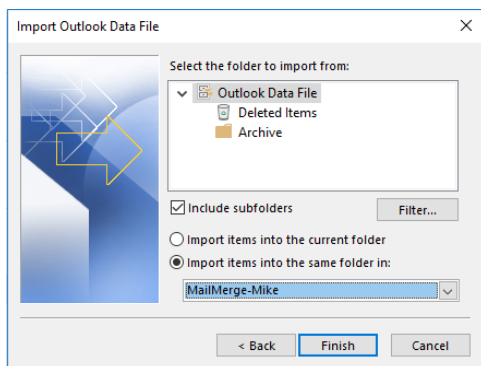 Import Outlook Data File
Select the folder to import from:
Outlook Data File
Deleted Items
Archive
Include subfolders
Filter...
Import items into the current folder
Import items into the same folder in:
MailMerge-Mike
< Back
Finish
Cancel